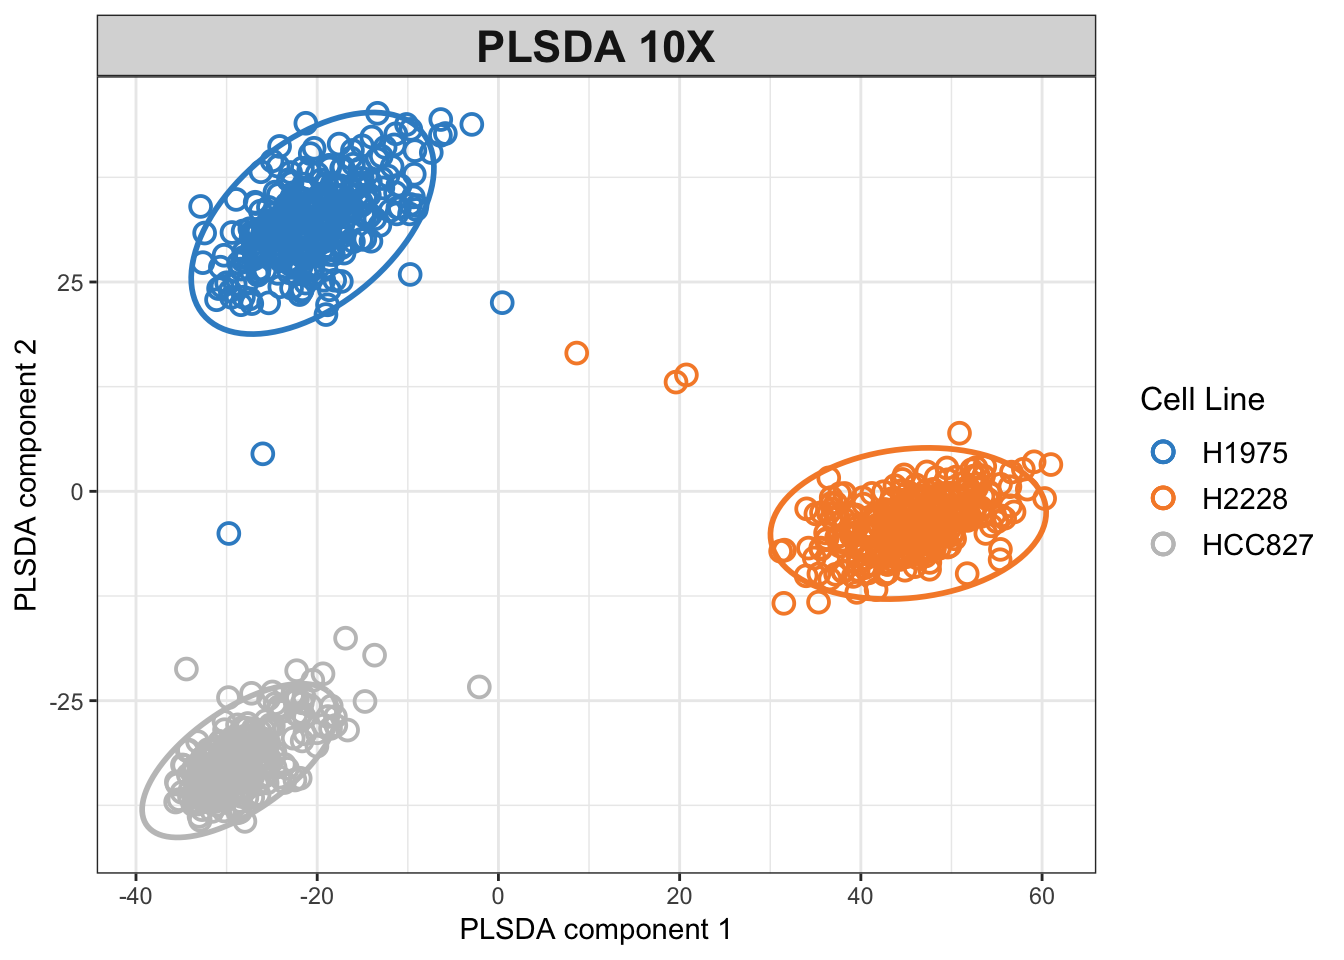 PLSDA 10X
PLSDA component 2
25
0
-25
-40
-20
0
20
40
60
PLSDA component 1
Cell Line
H1975
H2228
HCC827